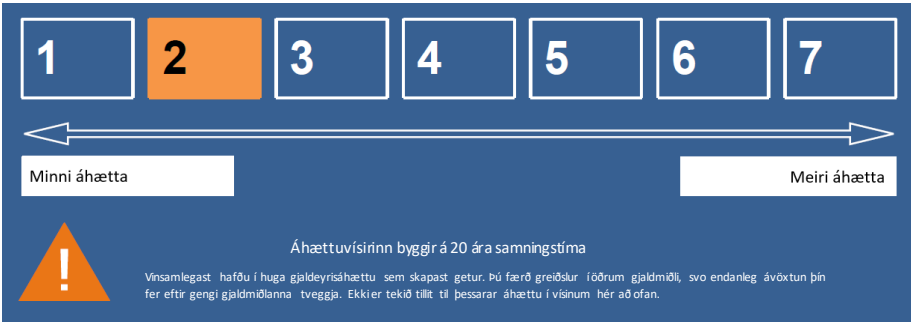 1 2 3 4 5 6 7
Minni áhætta Meiri áhætta
!
Áhættuvísirinn byggir á 20 ára samningstíma
Vinsamlegast hafðu í huga gjaldeyrisáhættu sem skapast getur. Þú færð greiðslur í öðrum gjaldmiðli, svo endanleg ávöxtun þín
fer eftir gengi gjaldmiðlanna tveggja. Ekki er tekið tillit til þessarar áhættu í vísinum hér að ofan.